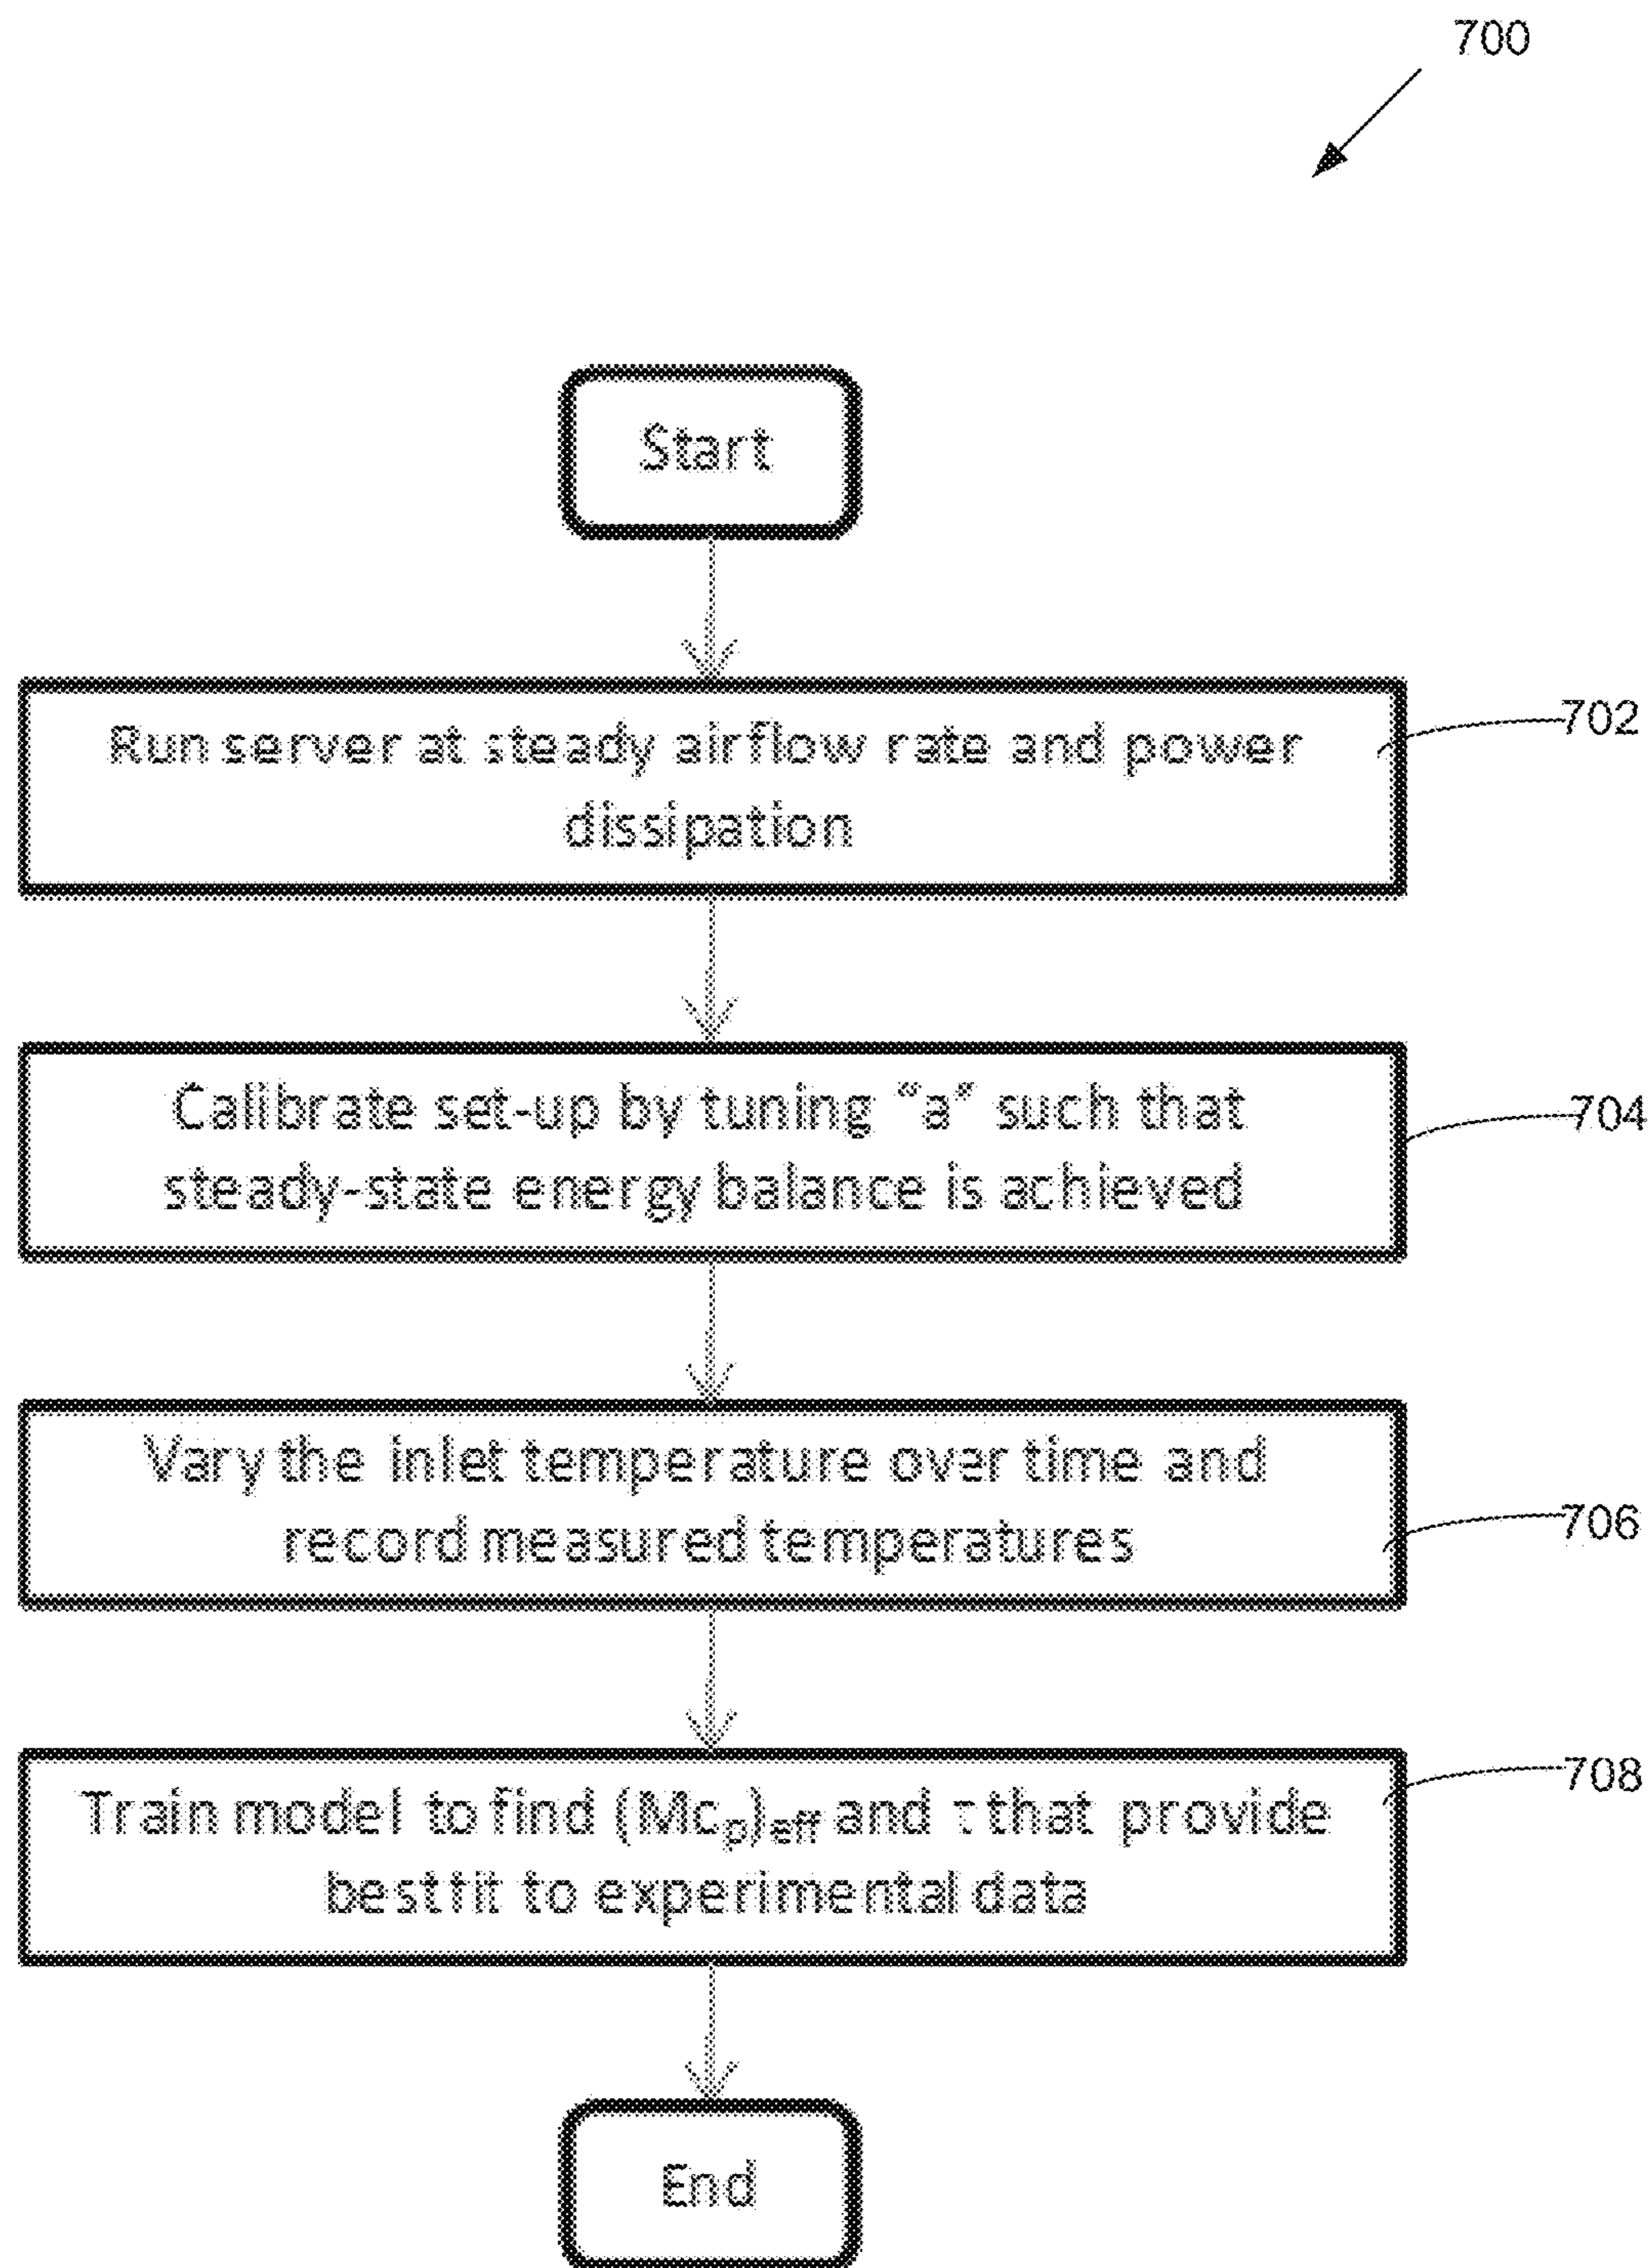 700
Start
Run server at steady airflow rate and power
dissipation
702
Calibrate set-up by tuning “a” such that
steady-state energy balance is achieved
704
Vary the inlet temperature over time and
record measured temperatures
706
Train model to find (Mcp)eff and τ that provide
best fit to experimental data
708
End